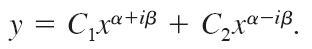 y = C₁x^{α+iβ} + C₂x^{α−iβ}.